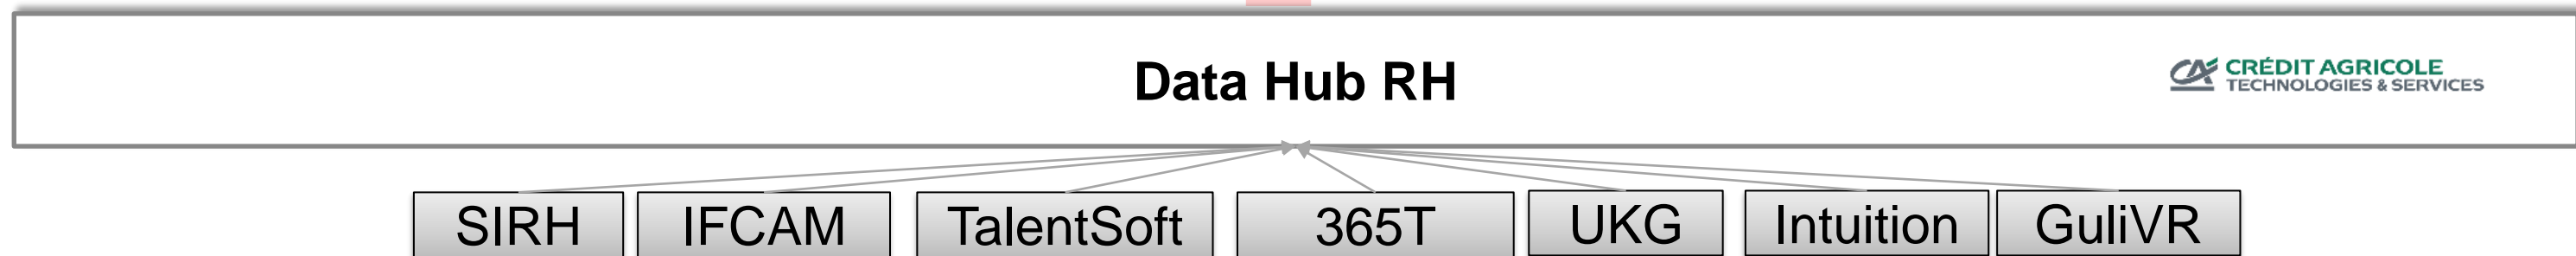 Data Hub RH
CRÉDIT AGRICOLE
TECHNOLOGIES & SERVICES
SIRH
IFCAM
TalentSoft
365T
UKG
Intuition
GuliVR